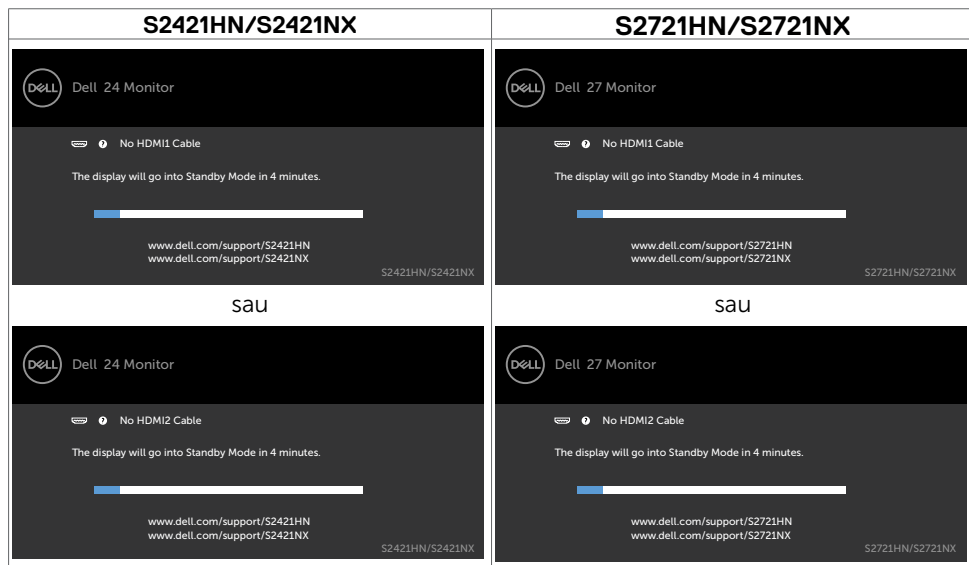 S2421HN/S2421NX
S2721HN/S2721NX
DELL
Dell 24 Monitor
No HDMI1 Cable
The display will go into Standby Mode in 4 minutes.
www.dell.com/support/S2421HN
www.dell.com/support/S2421NX
S2421HN/S2421NX
DELL
Dell 27 Monitor
No HDMI1 Cable
The display will go into Standby Mode in 4 minutes.
www.dell.com/support/S2721HN
www.dell.com/support/S2721NX
S2721HN/S2721NX
sau
sau
DELL
Dell 24 Monitor
? No HDMI2 Cable
The display will go into Standby Mode in 4 minutes.
www.dell.com/support/S2421HN
www.dell.com/support/S2421NX
S2421HN/S2421NX
DELL
Dell 27 Monitor
? No HDMI2 Cable
The display will go into Standby Mode in 4 minutes.
www.dell.com/support/S2721HN
www.dell.com/support/S2721NX
S2721HN/S2721NX